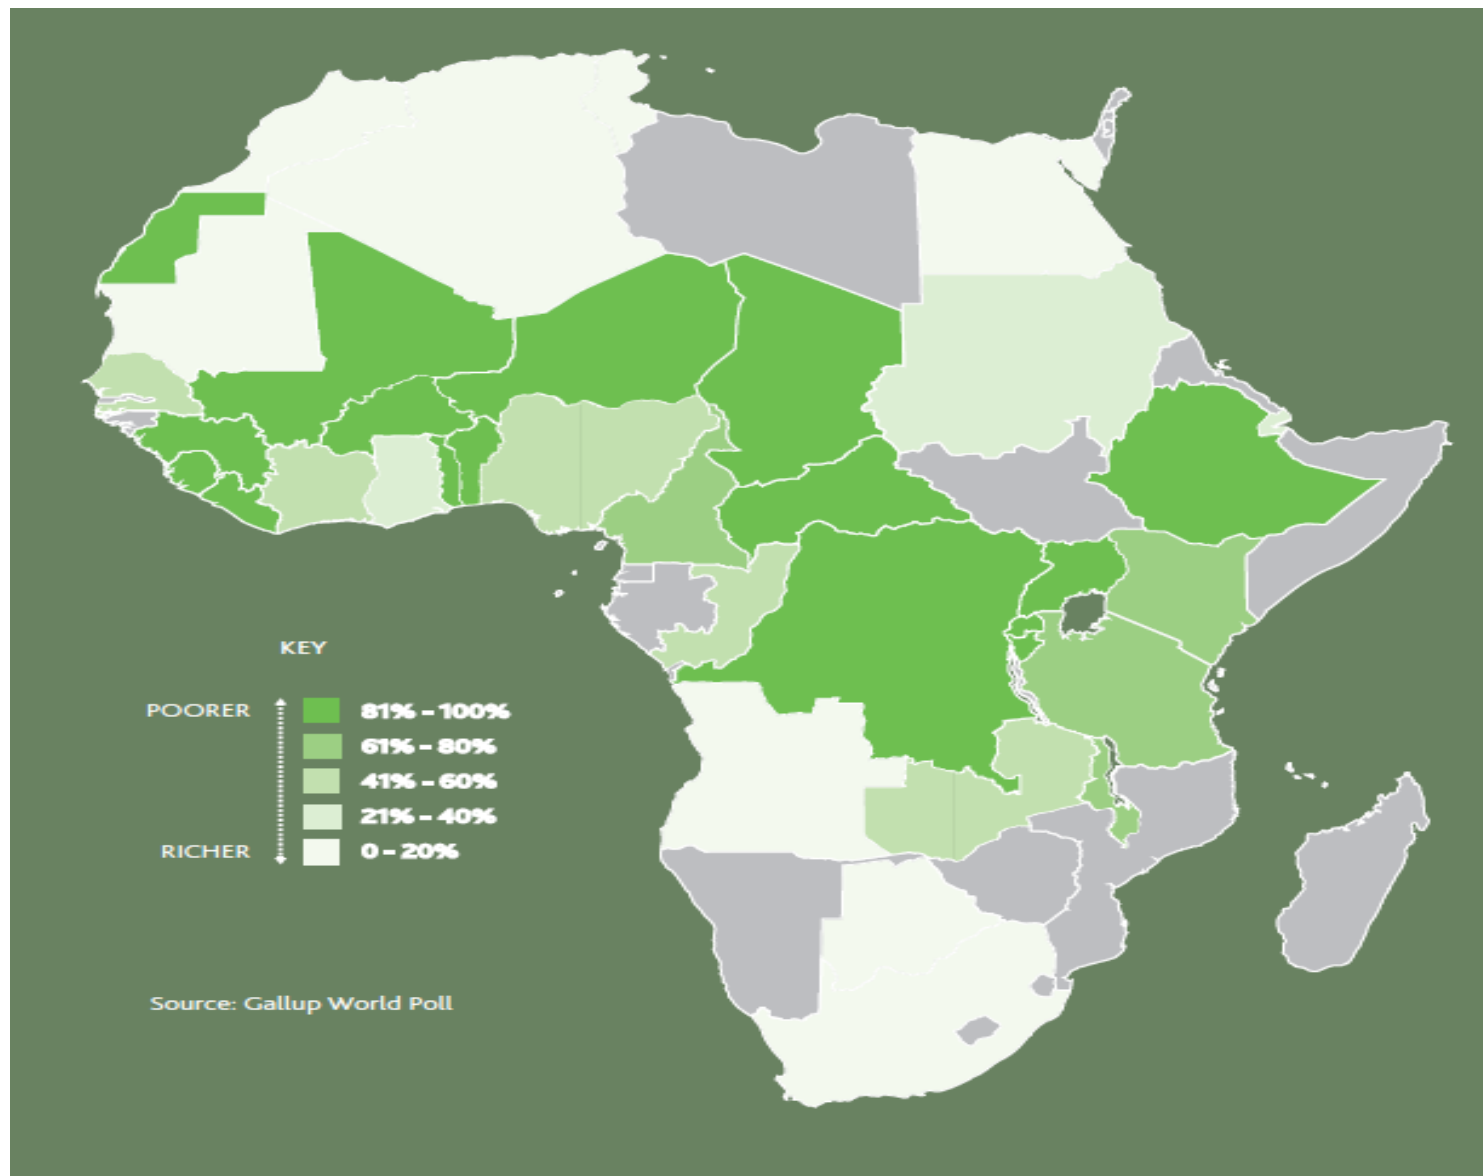 KEY
POORER
81% – 100%
61% – 80%
41% – 60%
21% – 40%
RICHER
0 – 20%
Source: Gallup World Poll